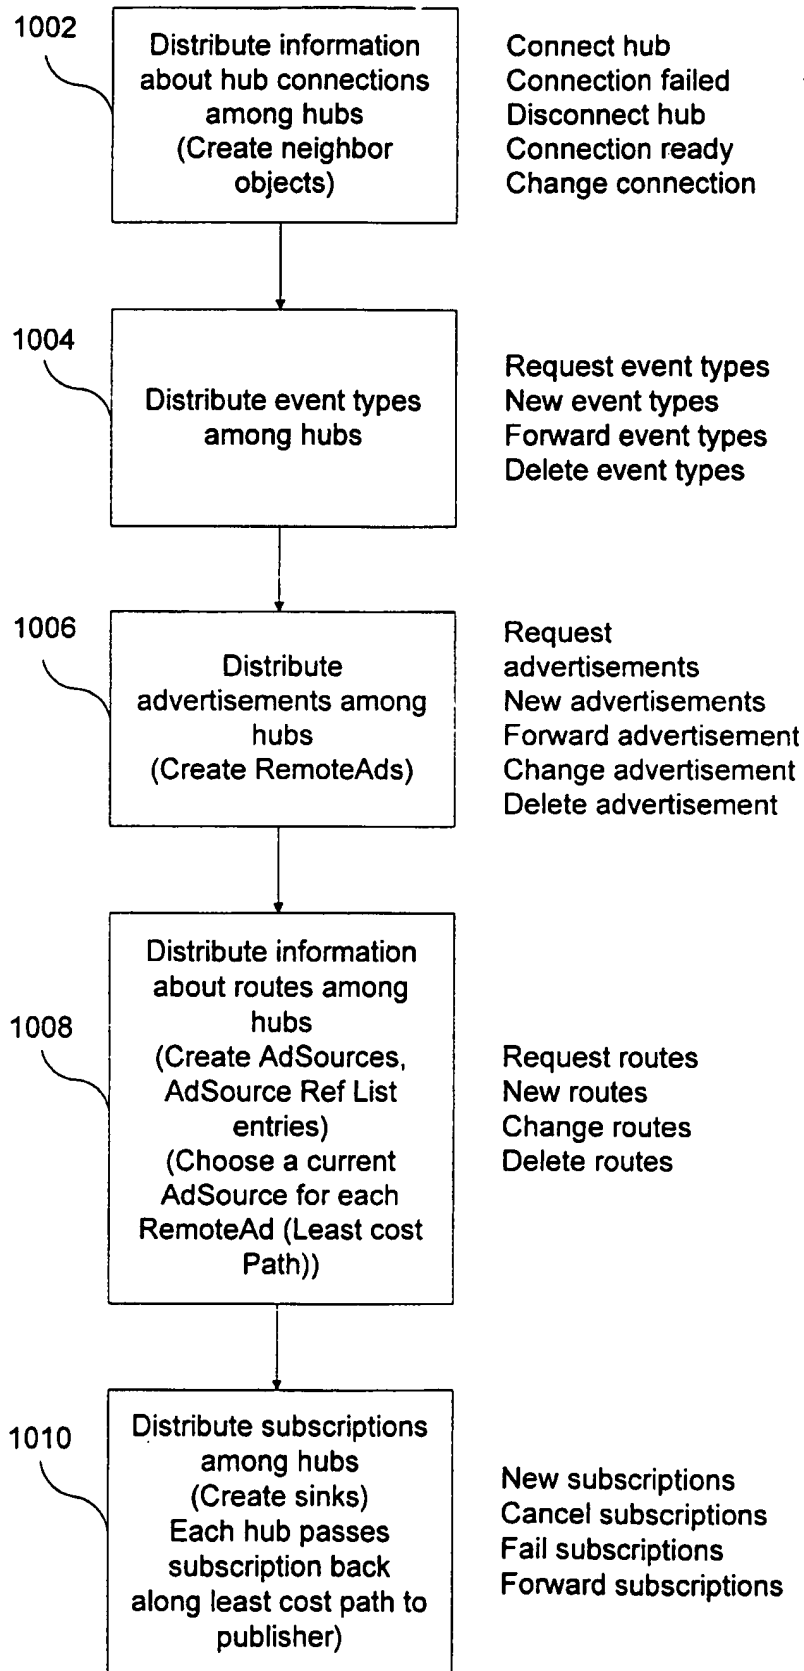 1002
Distribute information
about hub connections
among hubs
(Create neighbor
objects)
Connect hub
Connection failed
Disconnect hub
Connection ready
Change connection
1004
Distribute event types
among hubs
Request event types
New event types
Forward event types
Delete event types
1006
Distribute
advertisements among
hubs
(Create RemoteAds)
Request
advertisements
New advertisements
Forward advertisement
Change advertisement
Delete advertisement
1008
Distribute information
about routes among
hubs
(Create AdSources,
AdSource Ref List
entries)
(Choose a current
AdSource for each
RemoteAd (Least cost
Path))
Request routes
New routes
Change routes
Delete routes
1010
Distribute subscriptions
among hubs
(Create sinks)
Each hub passes
subscription back
along least cost path to
publisher)
New subscriptions
Cancel subscriptions
Fail subscriptions
Forward subscriptions